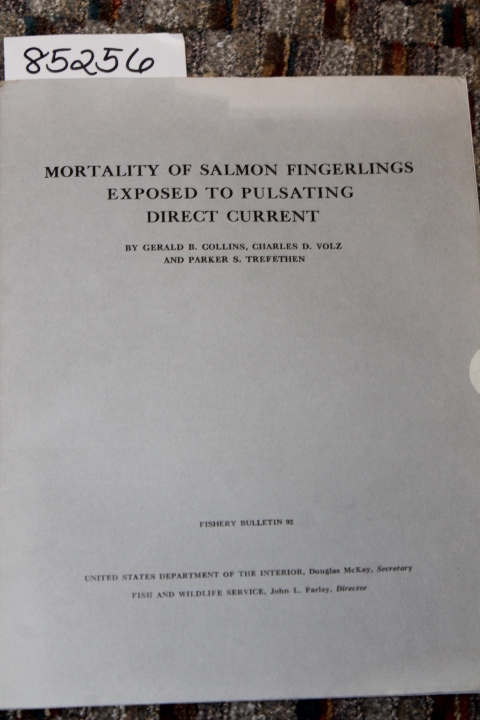 85256
MORTALITY OF SALMON FINGERLINGS
EXPOSED TO PULSATING
DIRECT CURRENT
BY GERALD B. COLLINS, CHARLES D. VOLZ
AND PARKER S. TREFETHEN
FISHERY BULLETIN 92
UNITED STATES DEPARTMENT OF THE INTERIOR, Douglas McKay, Secretary
FISH AND WILDLIFE SERVICE, John L. Farley, Director